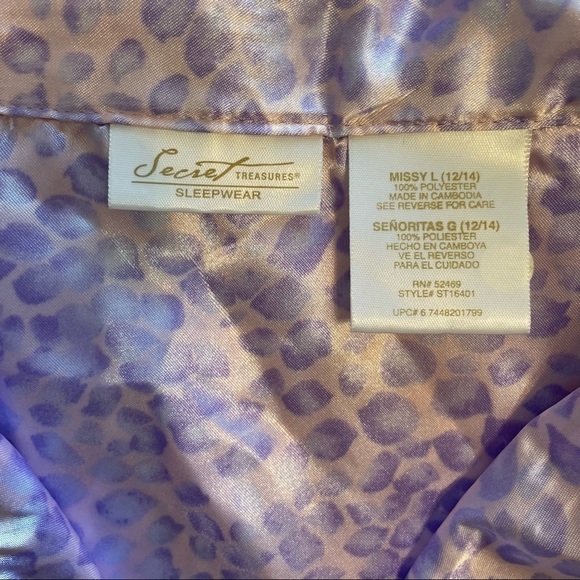 Secret TREASURES®
SLEEPWEAR
MISSY L (12/14)
100% POLYESTER
MADE IN CAMBODIA
SEE REVERSE FOR CARE
SEÑORITAS G (12/14)
100% POLIESTER
HECHO EN CAMBOYA
VE EL REVERSO
PARA EL CUIDADO
RN# 52469
STYLE# ST16401
UPC# 6 7448201799